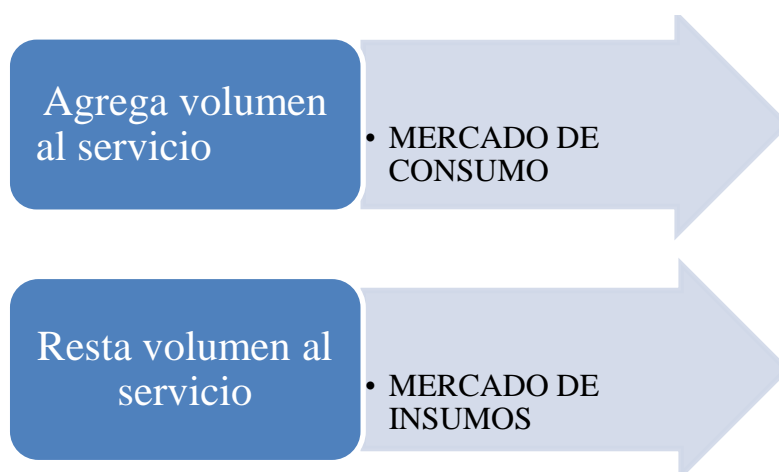 Agrega volumen
al servicio
• MERCADO DE
CONSUMO
Resta volumen al
servicio
• MERCADO DE
INSUMOS